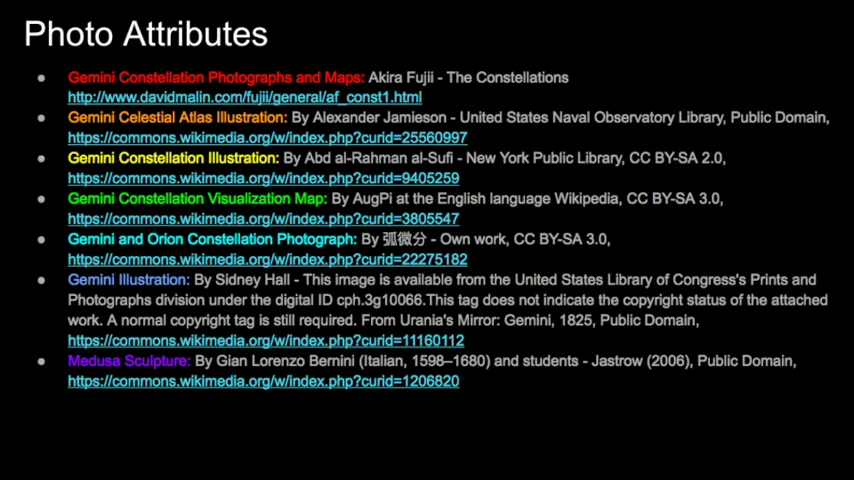 Photo Attributes
● Gemini Constellation Photographs and Maps: Akira Fujii - The Constellations
http://www.davidmalin.com/fujii/general/af_const1.html
● Gemini Celestial Atlas Illustration: By Alexander Jamieson - United States Naval Observatory Library, Public Domain,
https://commons.wikimedia.org/w/index.php?curid=25560997
● Gemini Constellation Illustration: By Abd al-Rahman al-Sufi - New York Public Library, CC BY-SA 2.0,
https://commons.wikimedia.org/w/index.php?curid=9405259
● Gemini Constellation Visualization Map: By AugPi at the English language Wikipedia, CC BY-SA 3.0,
https://commons.wikimedia.org/w/index.php?curid=3805547
● Gemini and Orion Constellation Photograph: By 弧微分 - Own work, CC BY-SA 3.0,
https://commons.wikimedia.org/w/index.php?curid=22275182
● Gemini Illustration: By Sidney Hall - This image is available from the United States Library of Congress's Prints and
Photographs division under the digital ID cph.3g10066.This tag does not indicate the copyright status of the attached
work. A normal copyright tag is still required. From Urania's Mirror: Gemini, 1825, Public Domain,
https://commons.wikimedia.org/w/index.php?curid=11160112
● Medusa Sculpture: By Gian Lorenzo Bernini (Italian, 1598–1680) and students - Jastrow (2006), Public Domain,
https://commons.wikimedia.org/w/index.php?curid=1206820